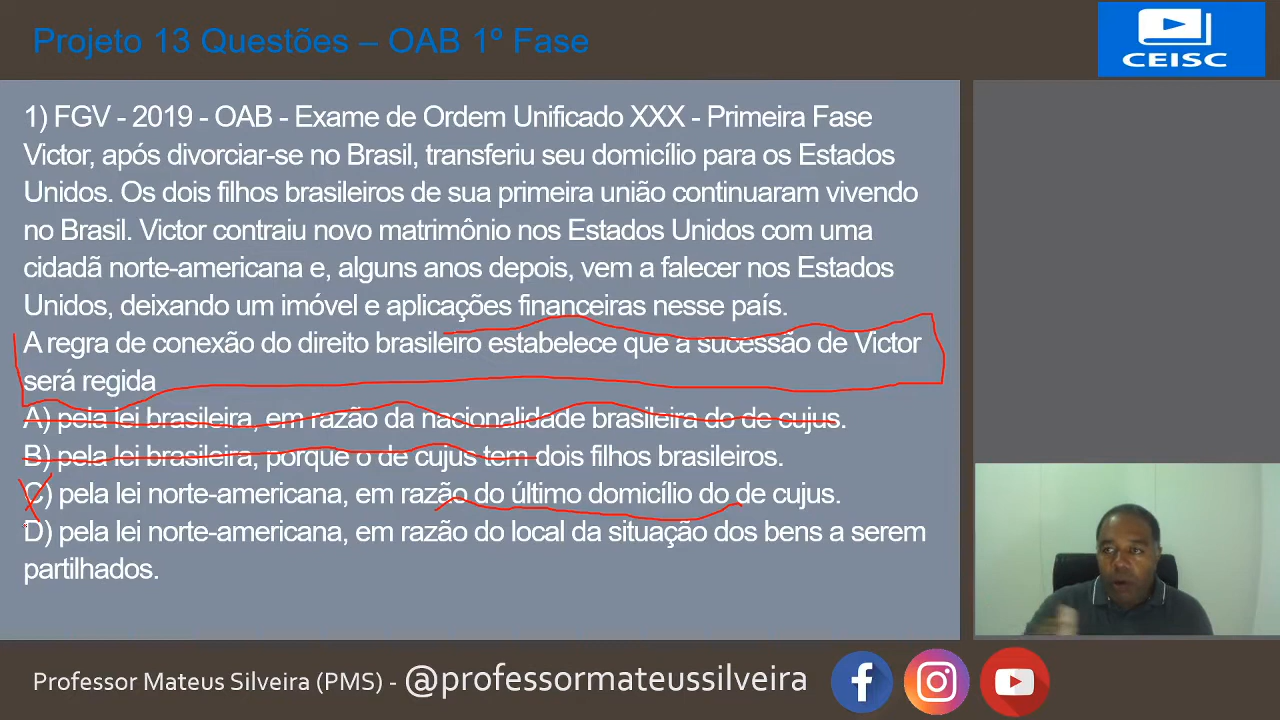 Projeto 13 Questões – OAB 1º Fase
CEISC
1) FGV - 2019 - OAB - Exame de Ordem Unificado XXX - Primeira Fase
Victor, após divorciar-se no Brasil, transferiu seu domicílio para os Estados
Unidos. Os dois filhos brasileiros de sua primeira união continuaram vivendo
no Brasil. Victor contraiu novo matrimônio nos Estados Unidos com uma
cidadã norte-americana e, alguns anos depois, vem a falecer nos Estados
Unidos, deixando um imóvel e aplicações financeiras nesse país.
A regra de conexão do direito brasileiro estabelece que a sucessão de Victor
será regida
A) pela lei brasileira, em razão da nacionalidade brasileira do de cujus.
B) pela lei brasileira, porque o de cujus tem dois filhos brasileiros.
C) pela lei norte-americana, em razão do último domicílio do de cujus.
D) pela lei norte-americana, em razão do local da situação dos bens a serem
partilhados.
Professor Mateus Silveira (PMS) - @professormateussilveira